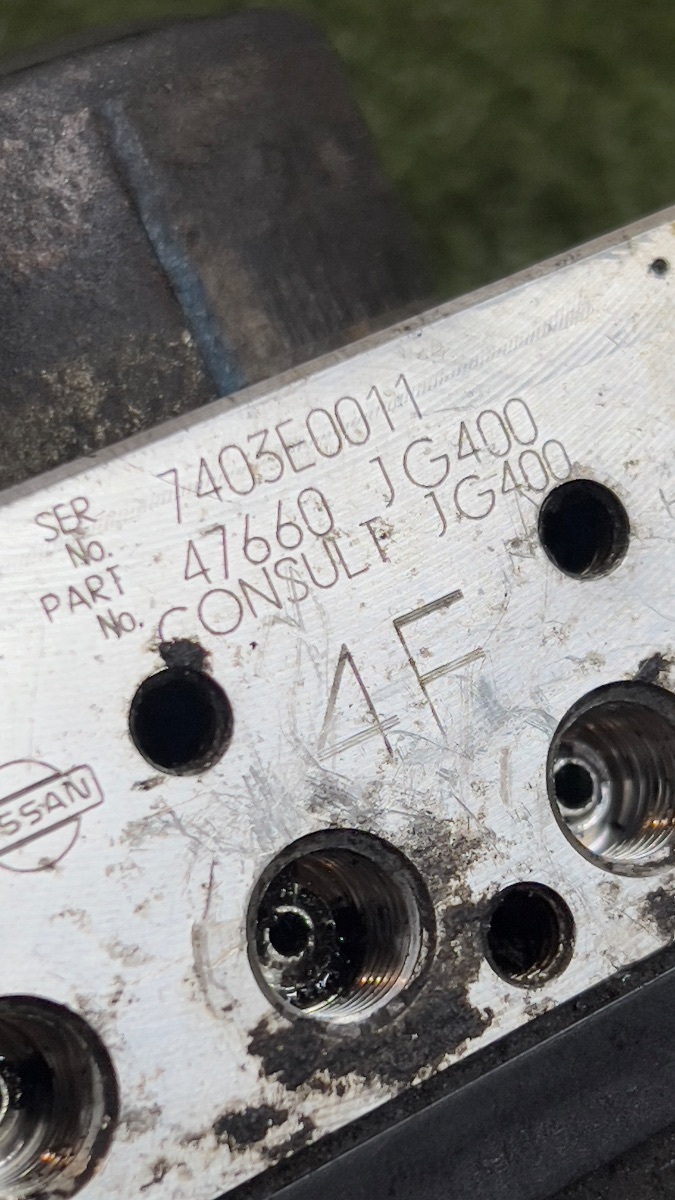 SER No. 7403E0011
PART No. 47660 JG400
CONSULT JG400
4F
SSAN